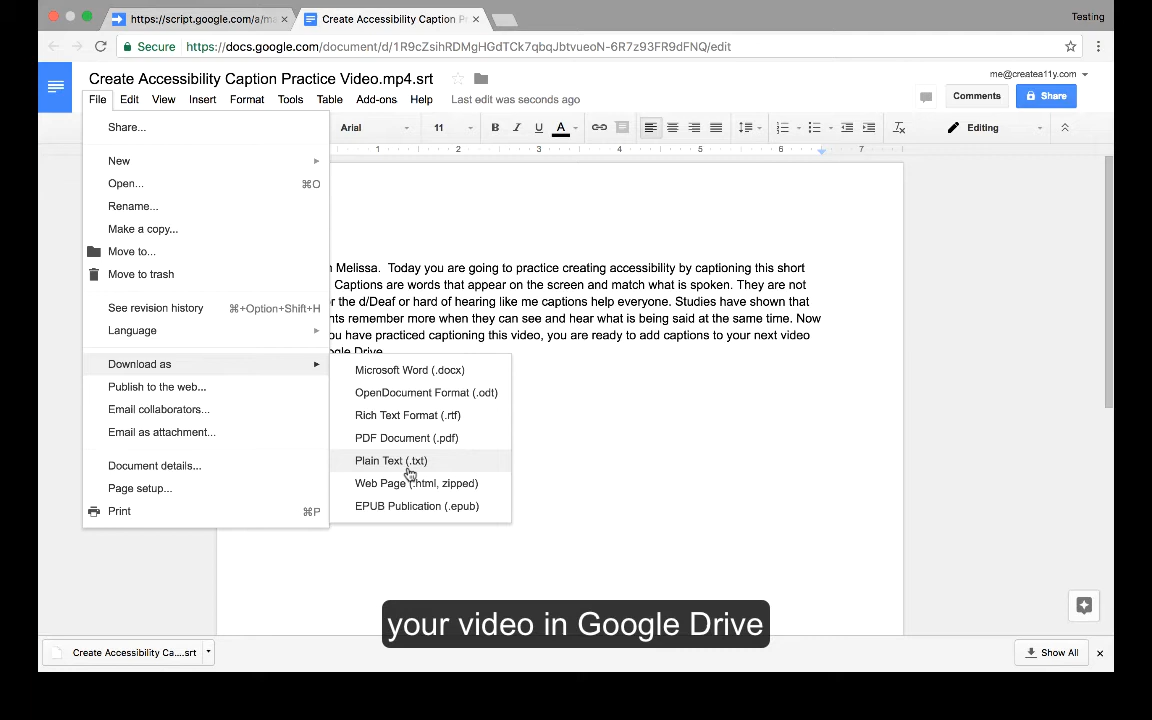 https://script.google.com/a/ma
Create Accessibility Caption P
Testing
Secure https://docs.google.com/document/d/1R9cZsihRDMgHGdTCk7qbqJbtvueoN-6R7z93FR9dFNQ/edit
Create Accessibility Caption Practice Video.mp4.srt
me@createa11y.com
File Edit View Insert Format Tools Table Add-ons Help Last edit was seconds ago
Comments
Share
Arial 11 B I U A Editing
1 2 3 4 5 6 7
Share...
New
Open... ⌘O
Rename...
Make a copy...
Move to...
Move to trash
See revision history ⌘+Option+Shift+H
Language
Download as
Publish to the web...
Email collaborators...
Email as attachment...
Document details...
Page setup...
Print ⌘P
Melissa. Today you are going to practice creating accessibility by captioning this short
Captions are words that appear on the screen and match what is spoken. They are not
r the d/Deaf or hard of hearing like me captions help everyone. Studies have shown that
nts remember more when they can see and hear what is being said at the same time. Now
ou have practiced captioning this video, you are ready to add captions to your next video
ogle Drive.
Microsoft Word (.docx)
OpenDocument Format (.odt)
Rich Text Format (.rtf)
PDF Document (.pdf)
Plain Text (.txt)
Web Page (.html, zipped)
EPUB Publication (.epub)
your video in Google Drive
Create Accessibility Ca....srt
Show All